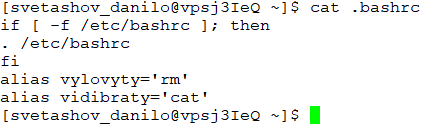 [svetashov_danilo@vpsj3IeQ ~]$ cat .bashrc
if [ -f /etc/bashrc ]; then
. /etc/bashrc
fi
alias vylovyty='rm'
alias vidibraty='cat'
[svetashov_danilo@vpsj3IeQ ~]$